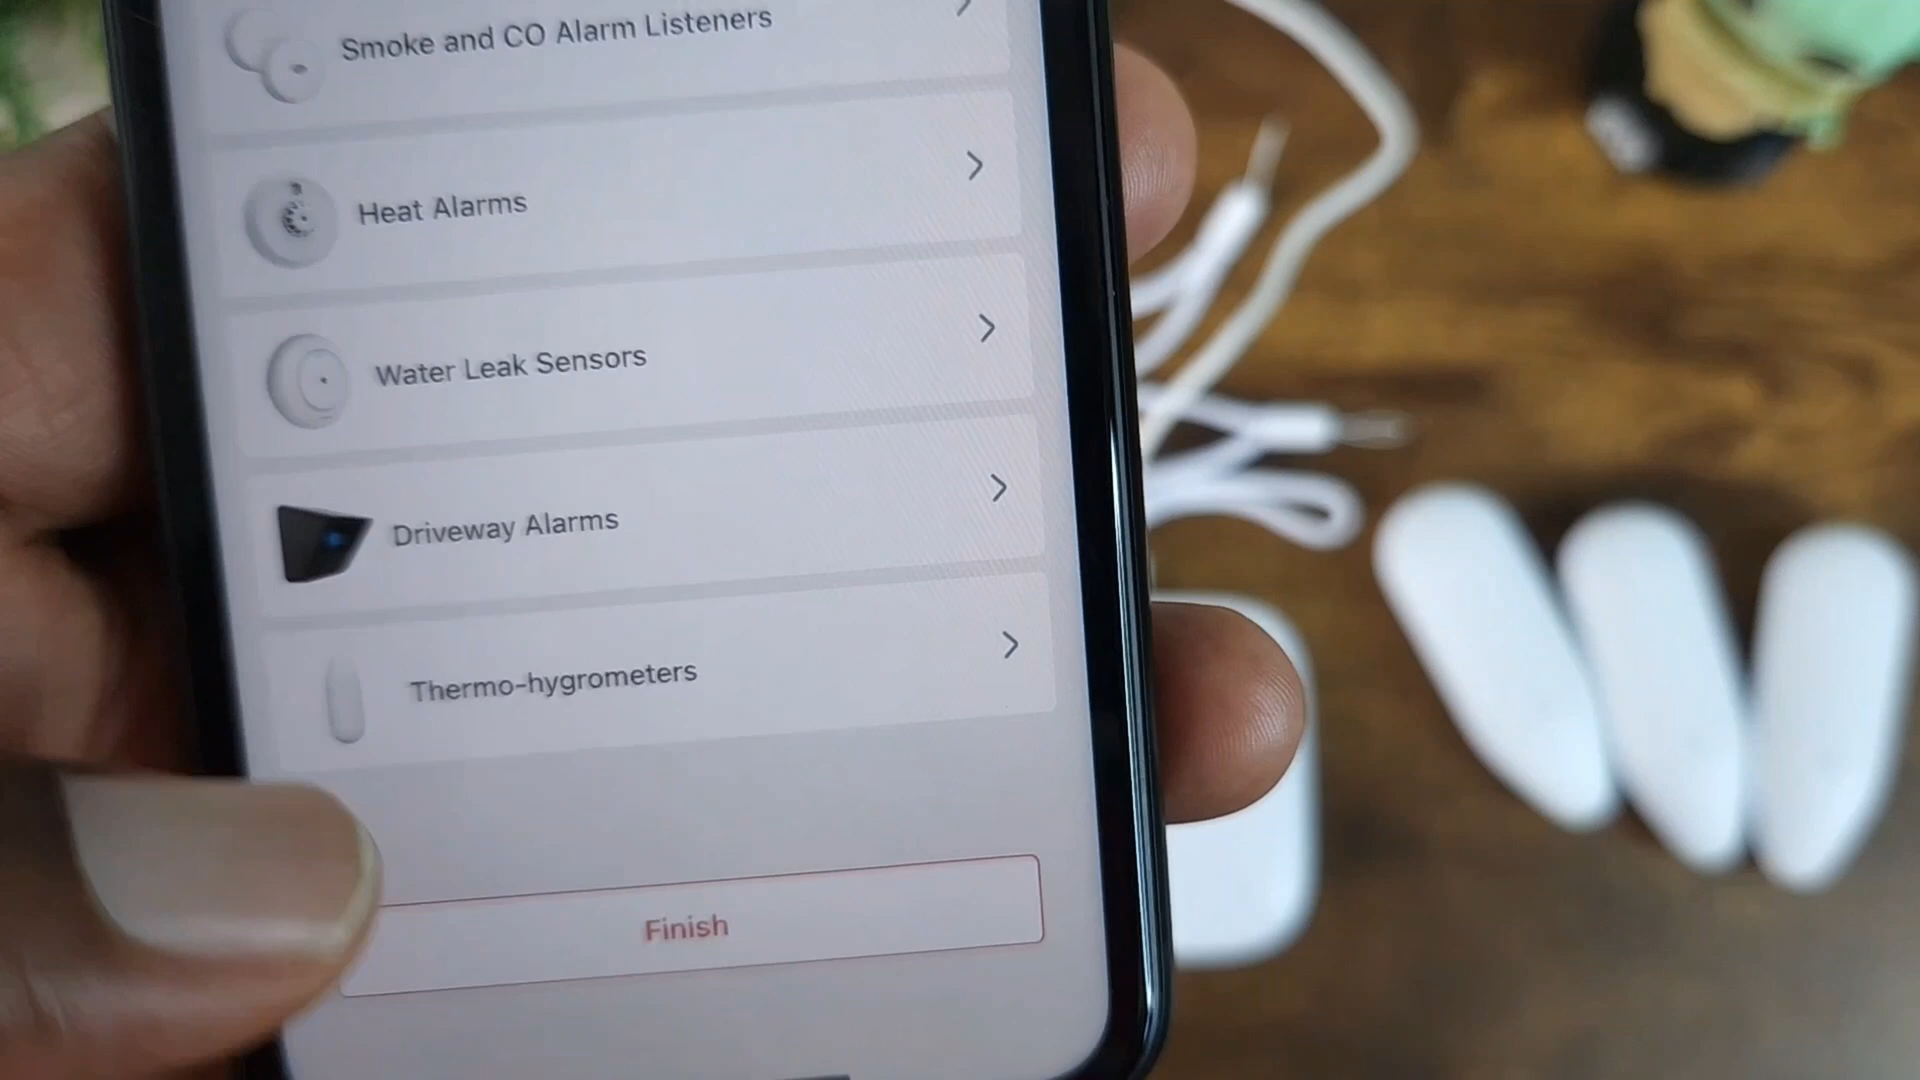 Smoke and CO Alarm Listeners
Heat Alarms
Water Leak Sensors
Driveway Alarms
Thermo-hygrometers
Finish